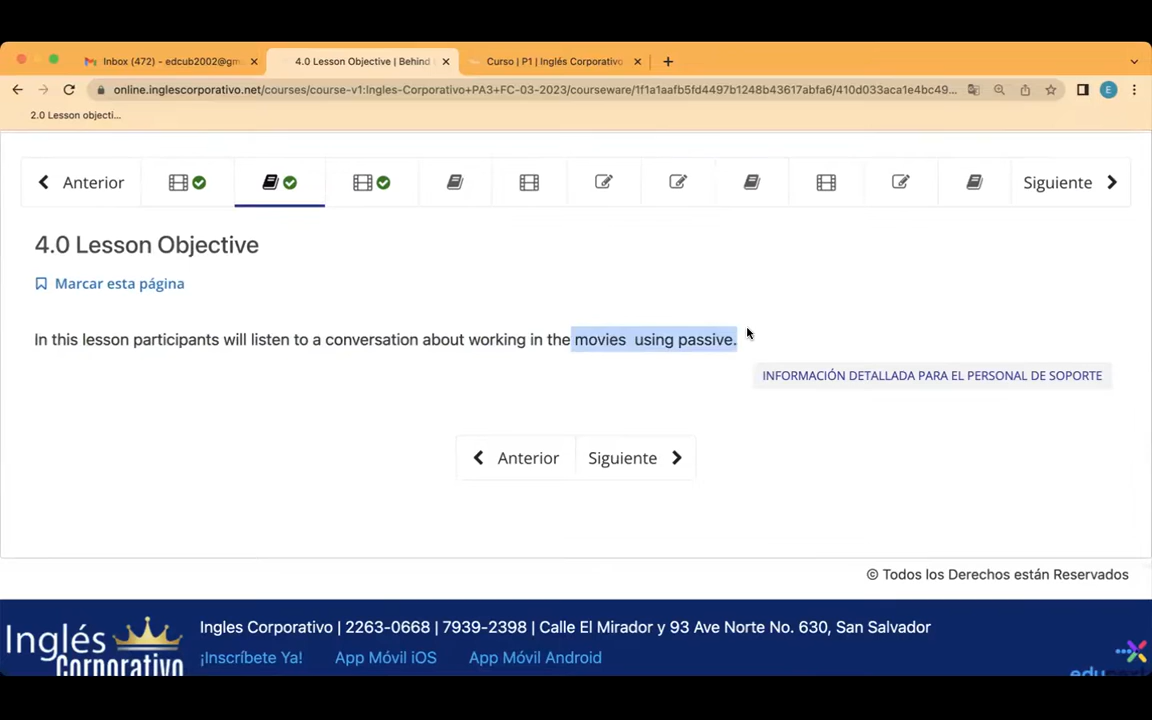 Inbox (472) - edcub2002@gm
4.0 Lesson Objective | Behind
Curso | P1 | Inglés Corporativo
online.inglescorporativo.net/courses/course-v1:Ingles-Corporativo+PA3+FC-03-2023/courseware/1f1a1aafb5fd4497b1248b43617abfa6/410d033aca1e4bc49...
E
2.0 Lesson objecti...
Anterior
Siguiente
4.0 Lesson Objective
Marcar esta página
In this lesson participants will listen to a conversation about working in the movies using passive.
INFORMACIÓN DETALLADA PARA EL PERSONAL DE SOPORTE
Anterior
Siguiente
© Todos los Derechos están Reservados
Inglés
Corporativo
Ingles Corporativo | 2263-0668 | 7939-2398 | Calle El Mirador y 93 Ave Norte No. 630, San Salvador
¡Inscríbete Ya!
App Móvil iOS
App Móvil Android